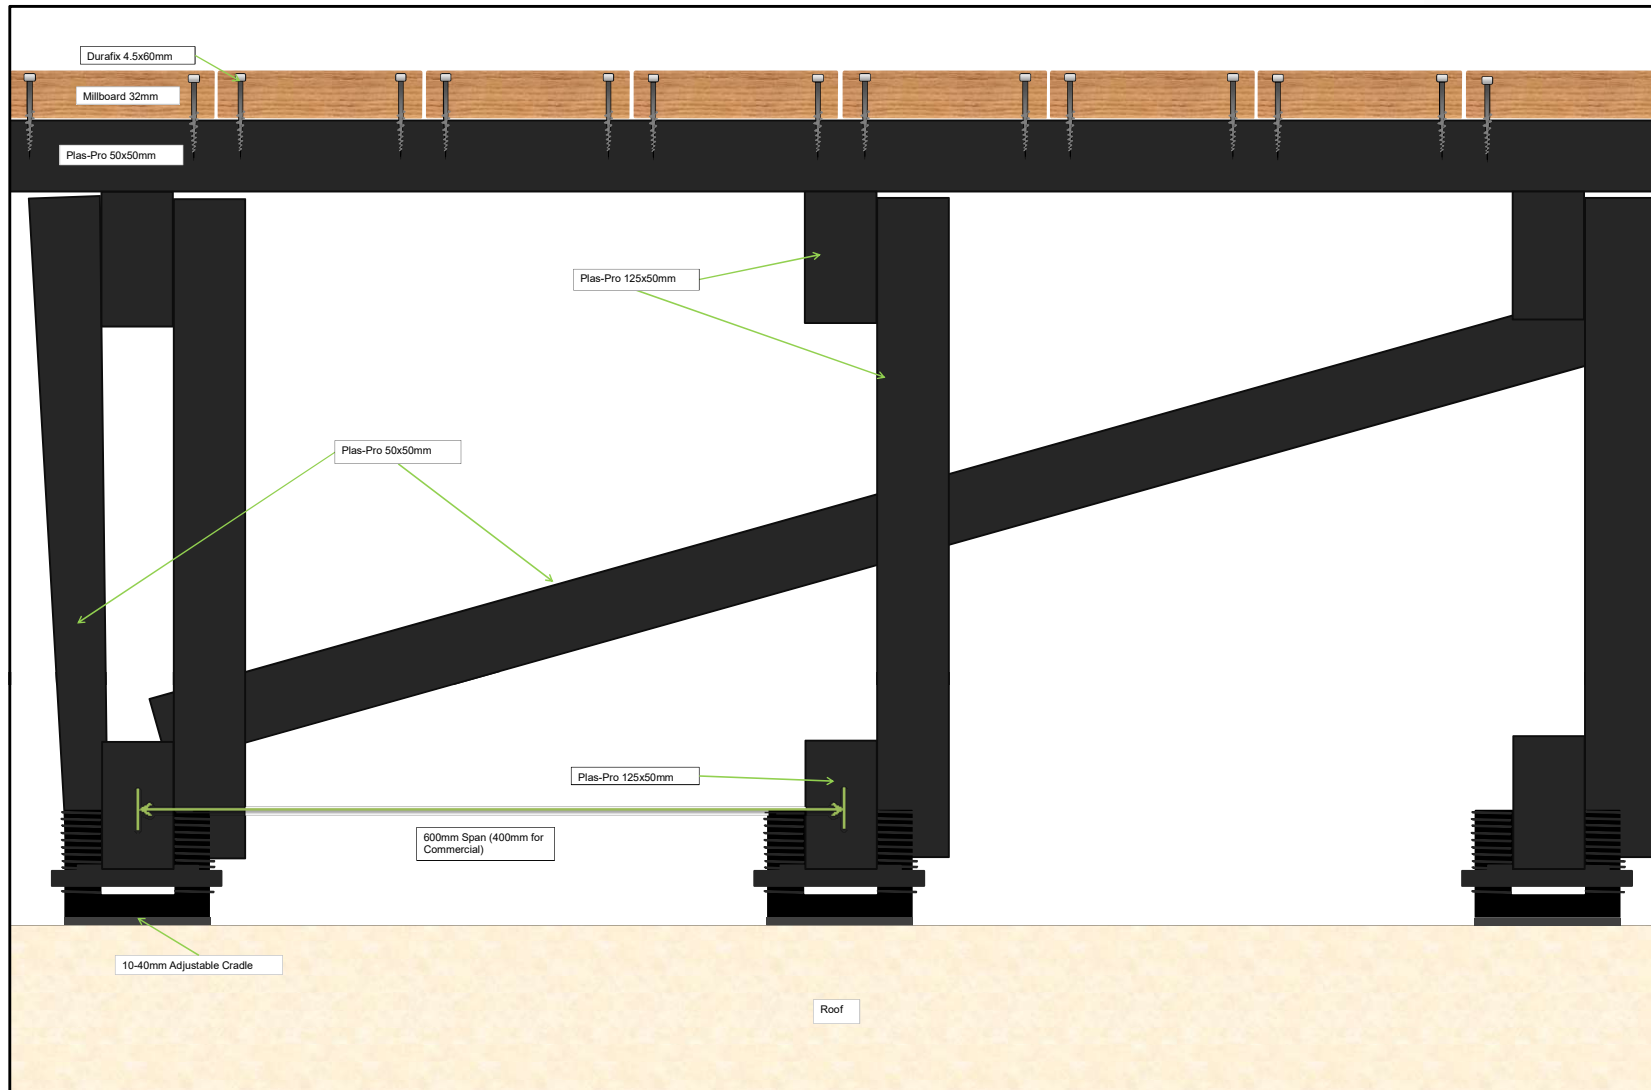 Durafix 4.5x60mm
Millboard 32mm
Plas-Pro 50x50mm
Plas-Pro 125x50mm
Plas-Pro 50x50mm
Plas-Pro 125x50mm
600mm Span (400mm for
Commercial)
10-40mm Adjustable Cradle
Roof